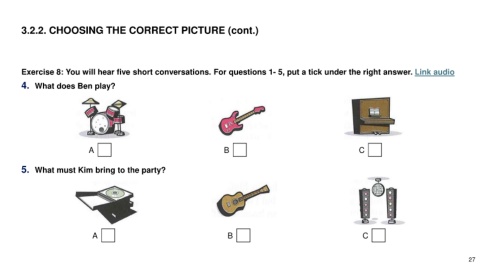 3.2.2. CHOOSING THE CORRECT PICTURE (cont.)
Exercise 8: You will hear five short conversations. For questions 1- 5, put a tick under the right answer. Link audio
4. What does Ben play?
A B C
5. What must Kim bring to the party?
A B C
27